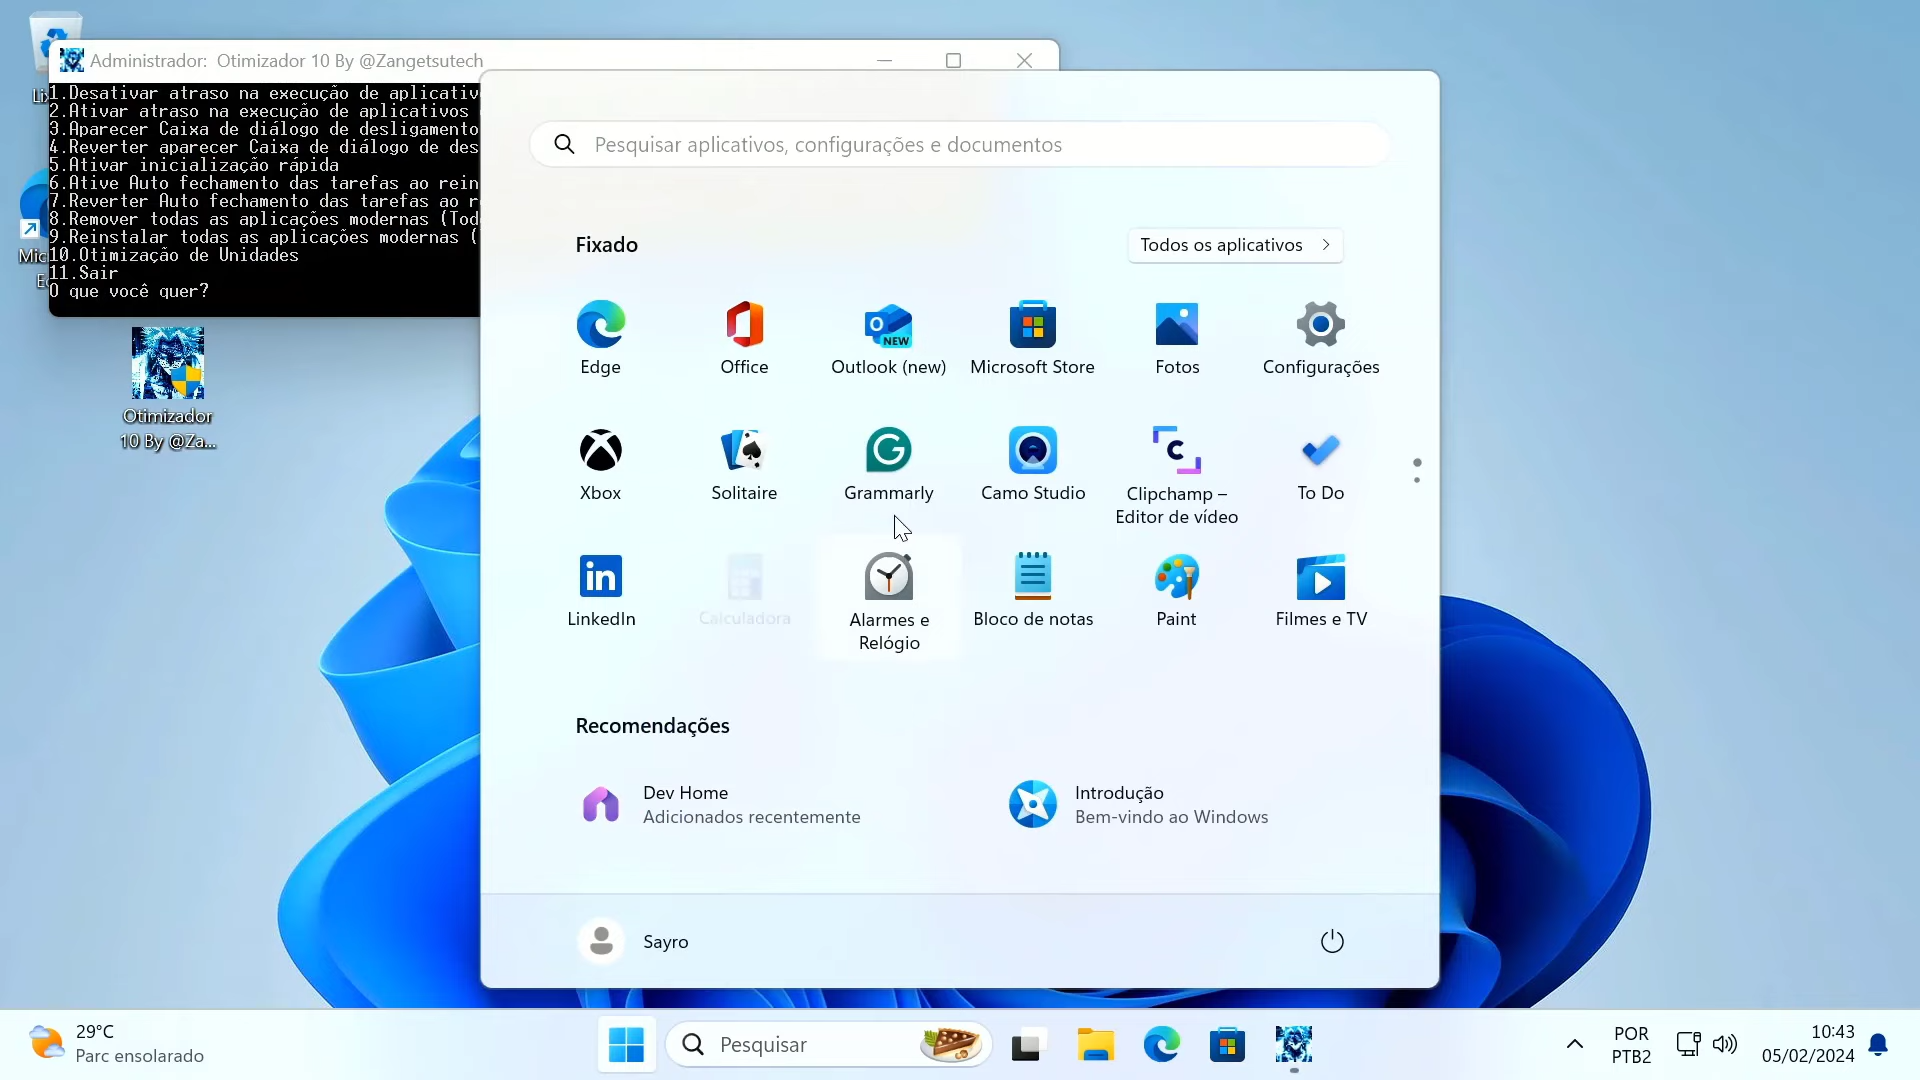 Administrador: Otimizador 10 By @Zangetsutech
1.Desativar atraso na execução de aplicativ
2.Ativar atraso na execução de aplicativos
3.Aparecer Caixa de diálogo de desligamento
4.Reverter aparecer Caixa de diálogo de des
5.Ativar inicialização rápida
6.Ative Auto fechamento das tarefas ao rein
7.Reverter Auto fechamento das tarefas ao r
8.Remover todas as aplicações modernas (Tod
9.Reinstalar todas as aplicações modernas (
10.Otimização de Unidades
11.Sair
O que você quer?
Otimizador
10 By @Za...
Pesquisar aplicativos, configurações e documentos
Fixado
Todos os aplicativos
Edge
Office
Outlook (new)
Microsoft Store
Fotos
Configurações
NEW
Xbox
Solitaire
Grammarly
Camo Studio
Clipchamp –
Editor de vídeo
To Do
LinkedIn
Calculadora
Alarmes e
Relógio
Bloco de notas
Paint
Filmes e TV
Recomendações
Dev Home
Adicionados recentemente
Introdução
Bem-vindo ao Windows
Sayro
29°C
Parc ensolarado
Pesquisar
POR
PTB2
10:43
05/02/2024